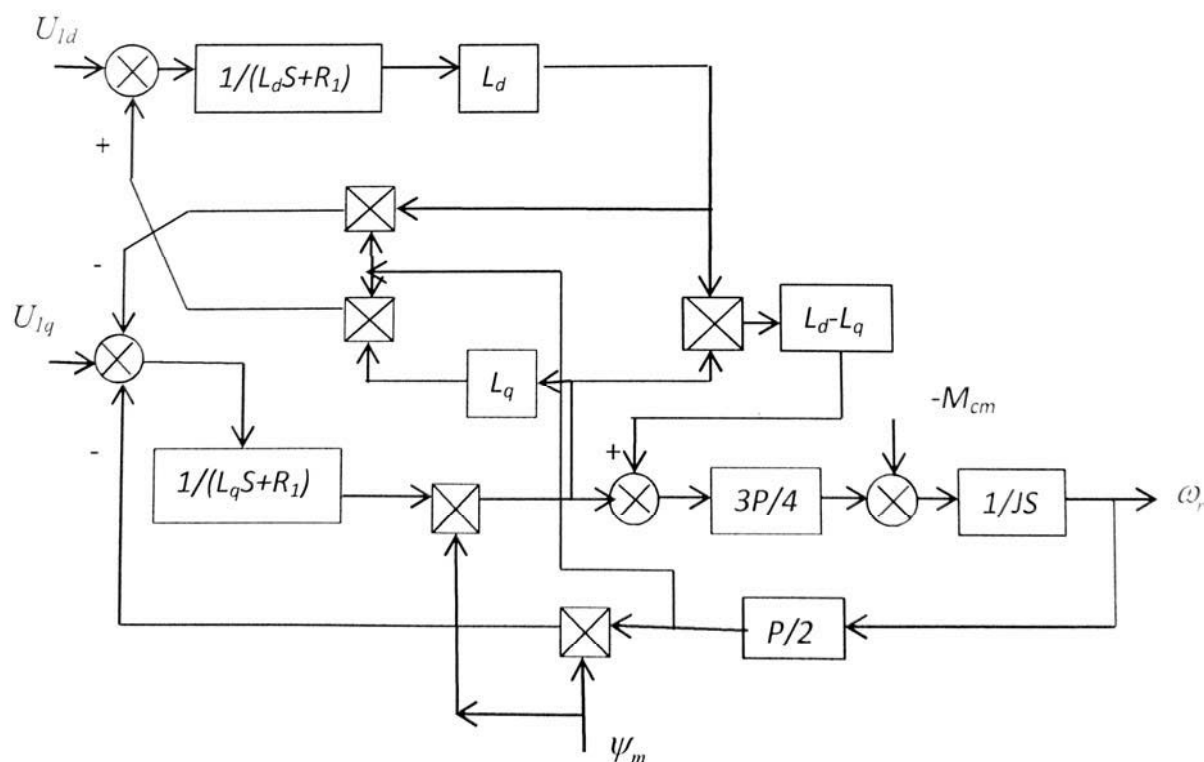 U1d
1/(LdS+R1)
Ld
+
-
U1q
Ld-Lq
Lq
-Mcm
-
+
1/(LqS+R1)
3P/4
1/JS
ωr
P/2
ψm